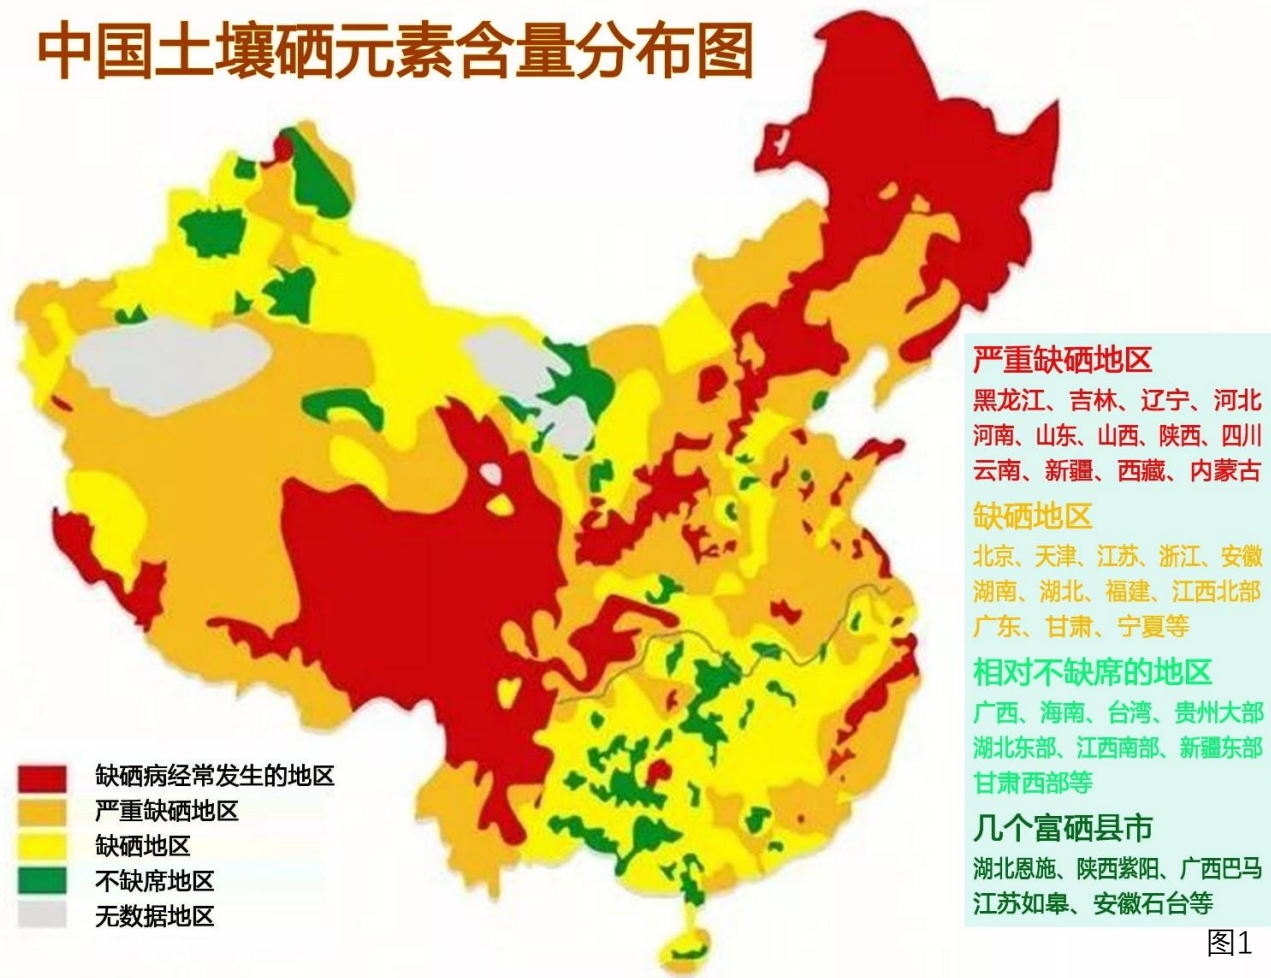 中国土壤硒元素含量分布图
严重缺硒地区
黑龙江、吉林、辽宁、河北
河南、山东、山西、陕西、四川
云南、新疆、西藏、内蒙古
缺硒地区
北京、天津、江苏、浙江、安徽
湖南、湖北、福建、江西北部
广东、甘肃、宁夏等
相对不缺席的地区
广西、海南、台湾、贵州大部
湖北东部、江西南部、新疆东部
甘肃西部等
几个富硒县市
湖北恩施、陕西紫阳、广西巴马
江苏如皋、安徽石台等
缺硒病经常发生的地区
严重缺硒地区
缺硒地区
不缺席地区
无数据地区
图1